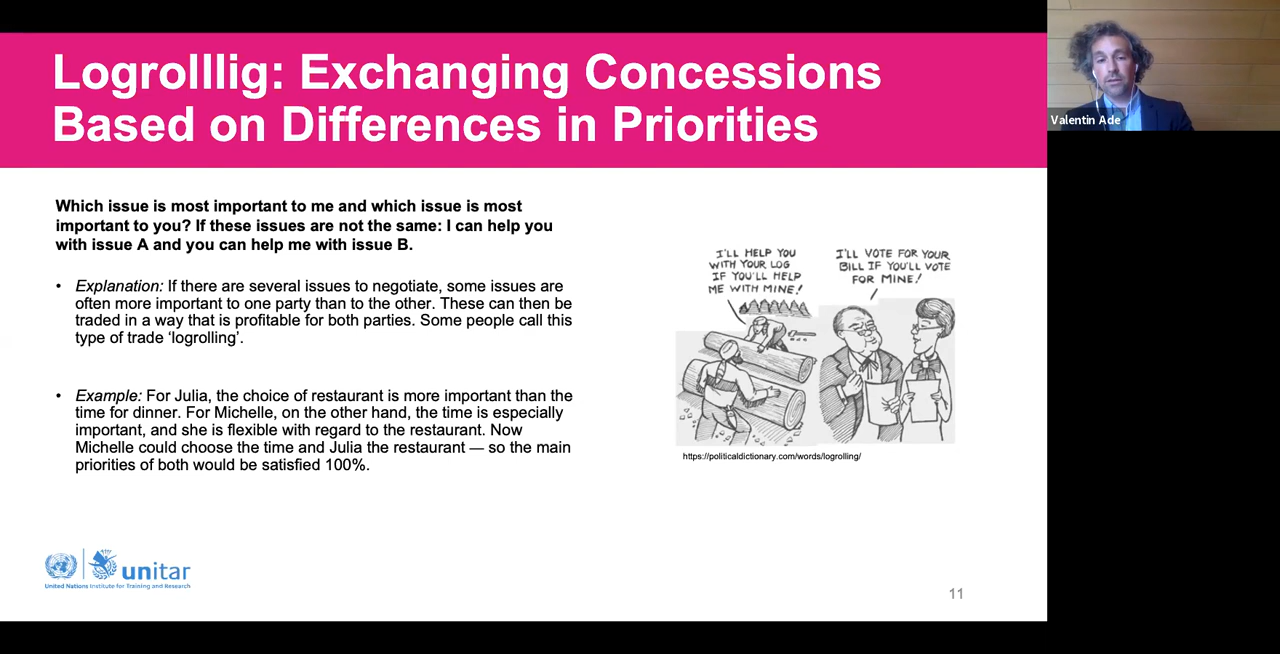 Logrolllig: Exchanging Concessions
Based on Differences in Priorities
Valentin Ade
Which issue is most important to me and which issue is most
important to you? If these issues are not the same: I can help you
with issue A and you can help me with issue B.
• Explanation: If there are several issues to negotiate, some issues are
often more important to one party than to the other. These can then be
traded in a way that is profitable for both parties. Some people call this
type of trade ‘logrolling’.
• Example: For Julia, the choice of restaurant is more important than the
time for dinner. For Michelle, on the other hand, the time is especially
important, and she is flexible with regard to the restaurant. Now
Michelle could choose the time and Julia the restaurant — so the main
priorities of both would be satisfied 100%.
I'LL HELP YOU
WITH YOUR LOG
IF YOU'LL HELP
ME WITH MINE!
I'LL VOTE FOR YOUR
BILL IF YOU'LL VOTE
FOR MINE!
https://politicaldictionary.com/words/logrolling/
unitar
United Nations Institute for Training and Research
11